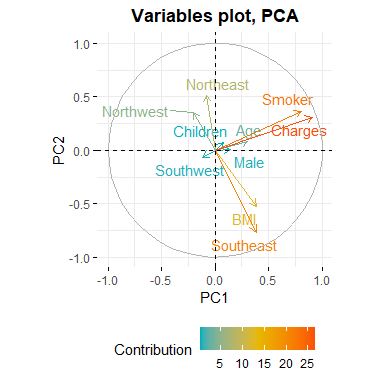 Variables plot, PCA
1.0
0.5
0.0
-0.5
-1.0
PC2
Northeast
Smoker
Northwest
Children
Age
Charges
Male
Southwest
BMI
Southeast
-1.0 -0.5 0.0 0.5 1.0
PC1
Contribution
5 10 15 20 25